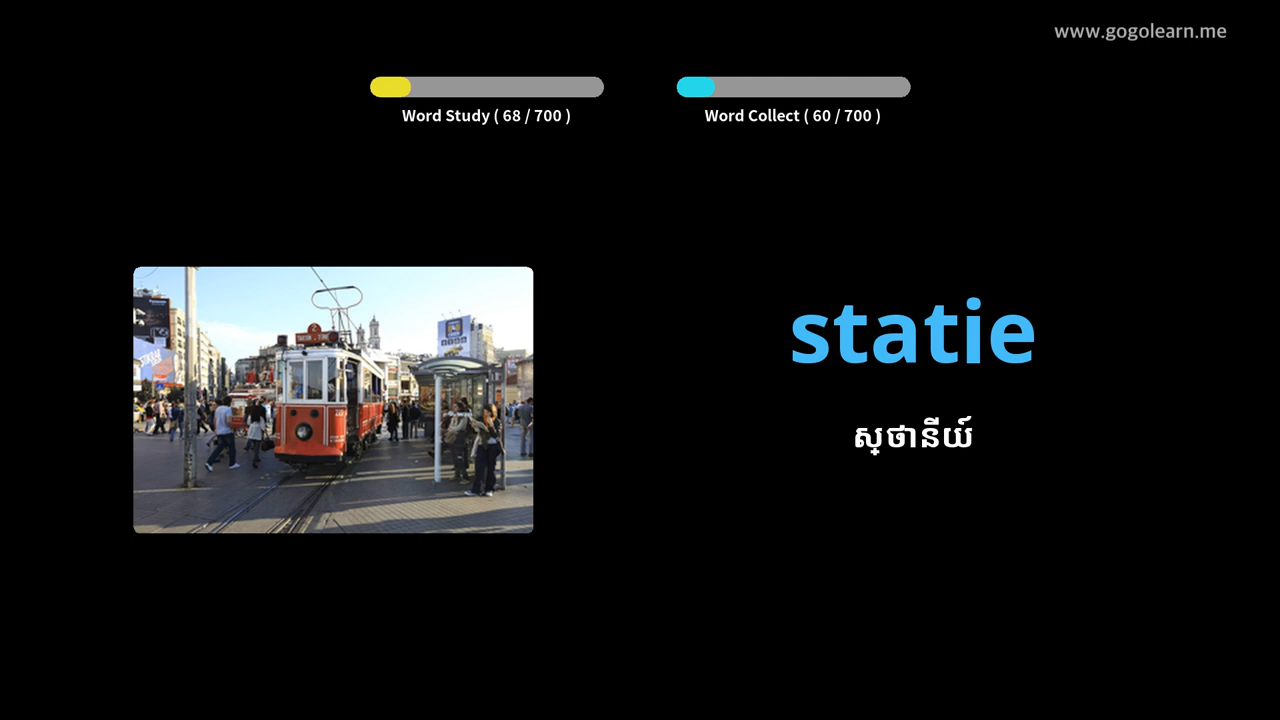 www.gogolearn.me
Word Study ( 68 / 700 )
Word Collect ( 60 / 700 )
statie
ស្ថានីយ៍